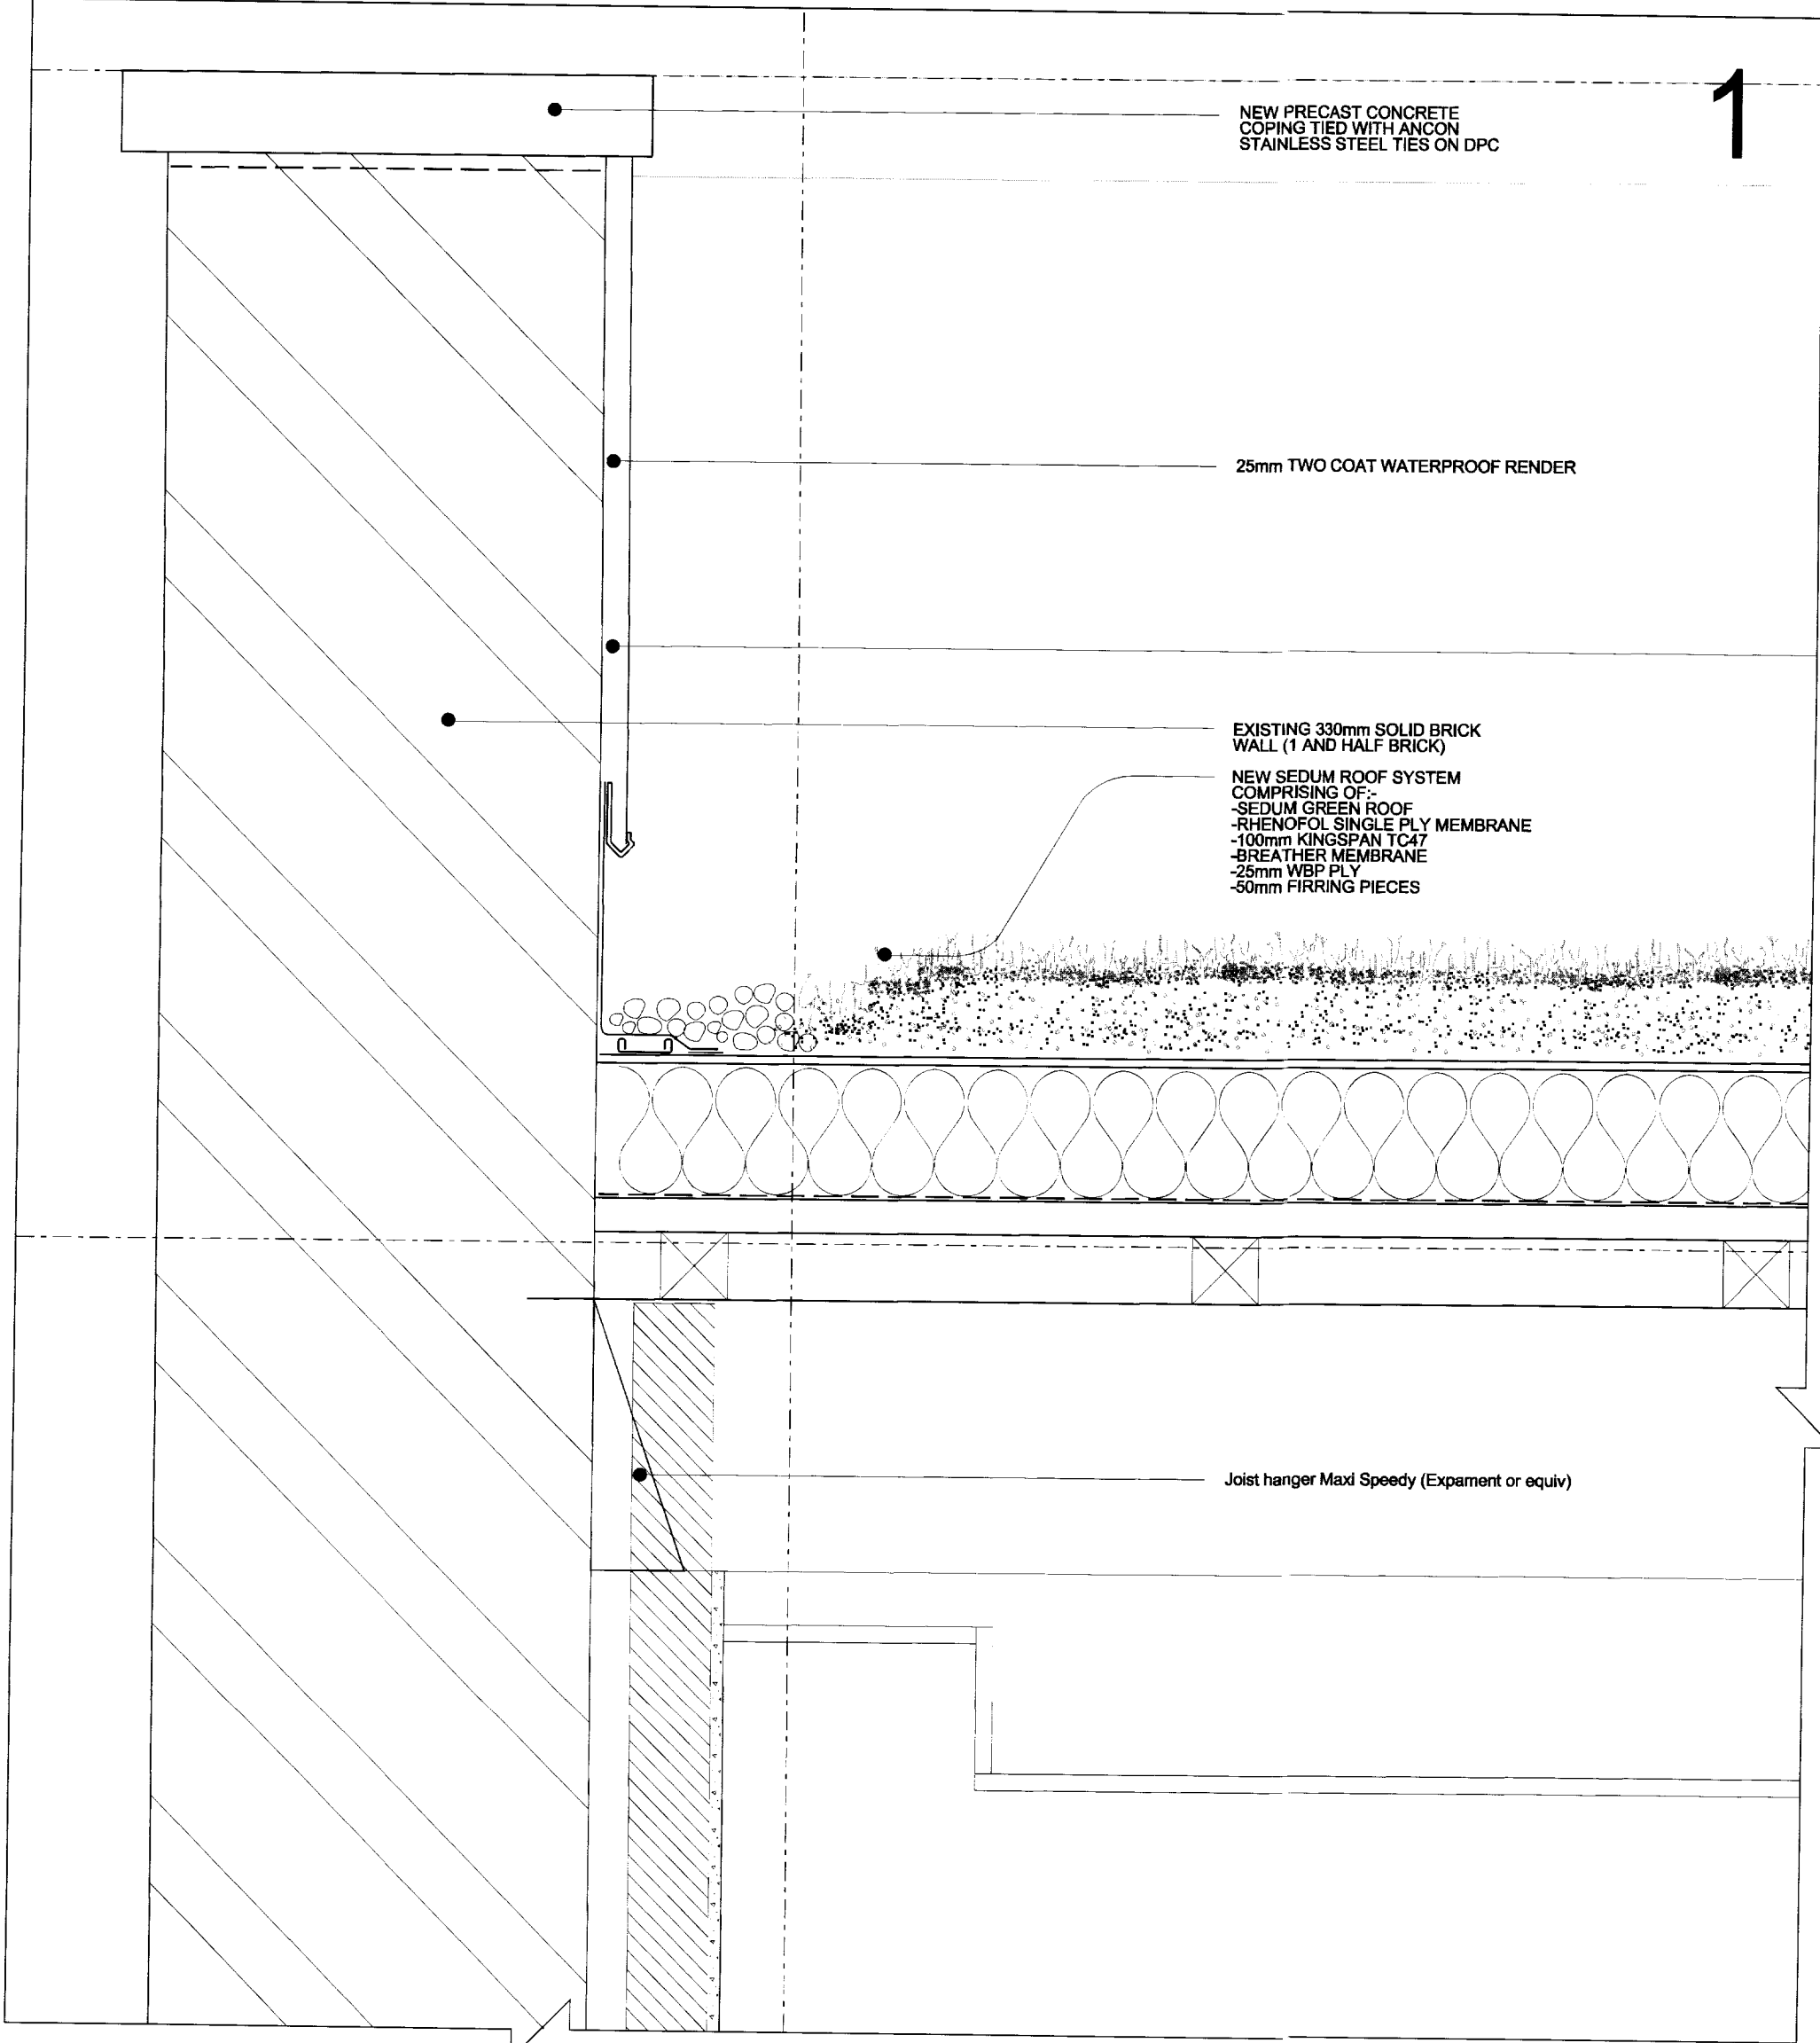 1
NEW PRECAST CONCRETE
COPING TIED WITH ANCON
STAINLESS STEEL TIES ON DPC
25mm TWO COAT WATERPROOF RENDER
EXISTING 330mm SOLID BRICK
WALL (1 AND HALF BRICK)
NEW SEDUM ROOF SYSTEM
COMPRISING OF:-
-SEDUM GREEN ROOF
-RHENOFOL SINGLE PLY MEMBRANE
-100mm KINGSPAN TC47
-BREATHER MEMBRANE
-25mm WBP PLY
-50mm FIRRING PIECES
Joist hanger Maxi Speedy (Expament or equiv)